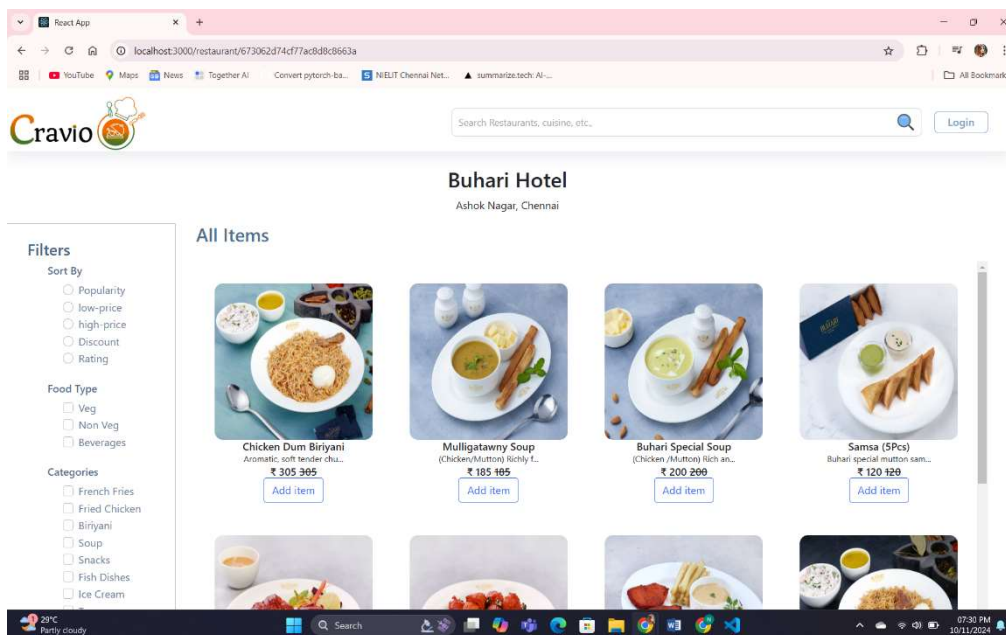 React App
localhost:3000/restaurant/673062d74cf77ac8d8c8663a
YouTube Maps News Together AI Convert pytorch-ba... NIELIT Chennai Net... summarize.tech: AI-... All Bookmark
Cravio
Search Restaurants, cuisine, etc..
Login
Buhari Hotel
Ashok Nagar, Chennai
All Items
Filters
Sort By
Popularity
low-price
high-price
Discount
Rating
Food Type
Veg
Non Veg
Beverages
Categories
French Fries
Fried Chicken
Biriyani
Soup
Snacks
Fish Dishes
Ice Cream
Chicken Dum Biriyani
Aromatic, soft tender chu...
₹ 305 305
Add item
Mulligatawny Soup
(Chicken/Mutton) Richly f...
₹ 185 185
Add item
Buhari Special Soup
(Chicken /Mutton) Rich an...
₹ 200 200
Add item
Samsa (5Pcs)
Buhari special mutton sam...
₹ 120 120
Add item
29°C
Partly cloudy
Search
07:30 PM
10/11/2024